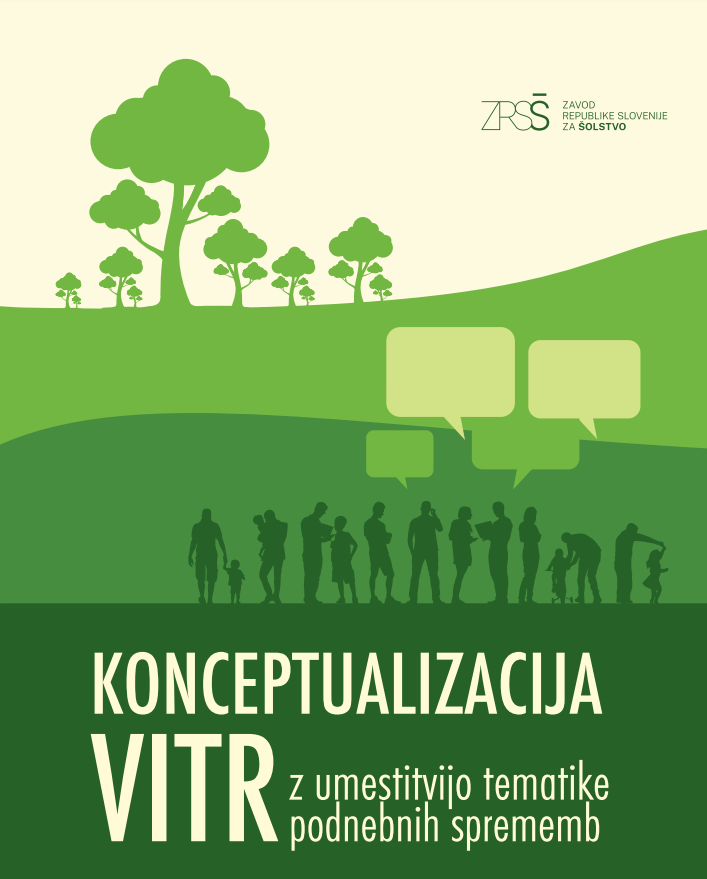 ZRSŠ
ZAVOD
REPUBLIKE SLOVENIJE
ZA ŠOLSTVO
KONCEPTUALIZACIJA
VITR
z umestitvijo tematike
podnebnih sprememb